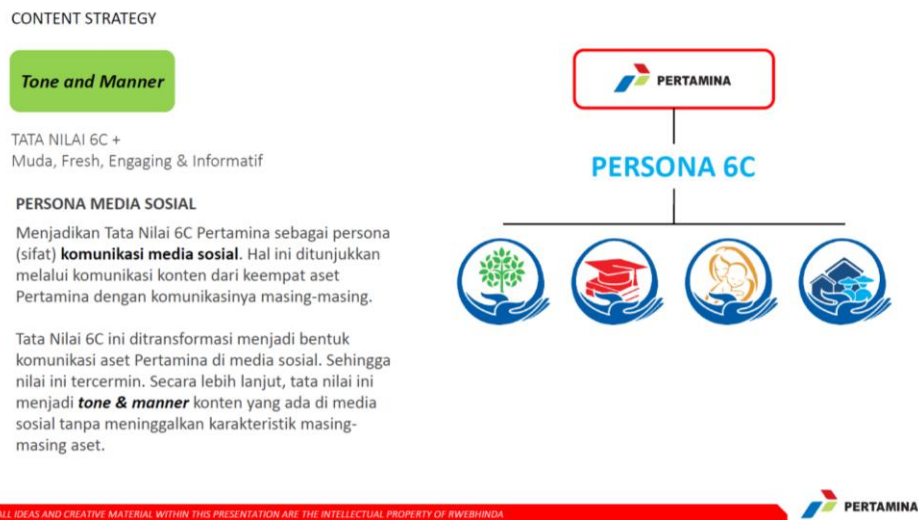 CONTENT STRATEGY
Tone and Manner
TATA NILAI 6C +
Muda, Fresh, Engaging & Informatif
PERSONA MEDIA SOSIAL
Menjadikan Tata Nilai 6C Pertamina sebagai persona
(sifat) komunikasi media sosial. Hal ini ditunjukkan
melalui komunikasi konten dari keempat aset
Pertamina dengan komunikasinya masing-masing.
Tata Nilai 6C ini ditransformasi menjadi bentuk
komunikasi aset Pertamina di media sosial. Sehingga
nilai ini tercermin. Secara lebih lanjut, tata nilai ini
menjadi tone & manner konten yang ada di media
sosial tanpa meninggalkan karakteristik masing-
masing aset.
PERTAMINA
PERSONA 6C
ALL IDEAS AND CREATIVE MATERIAL WITHIN THIS PRESENTATION ARE THE INTELLECTUAL PROPERTY OF RWEBHINDA
PERTAMINA